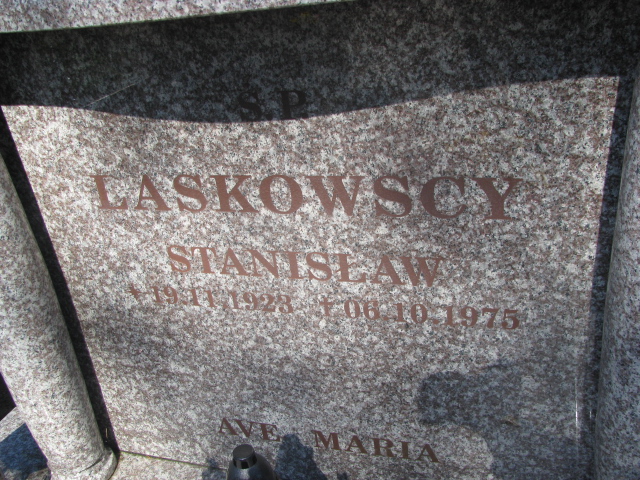 Ś.P.
LASKOWSCY
STANISŁAW
* 19.11.1923 † 06.10.1975
AVE MARIA